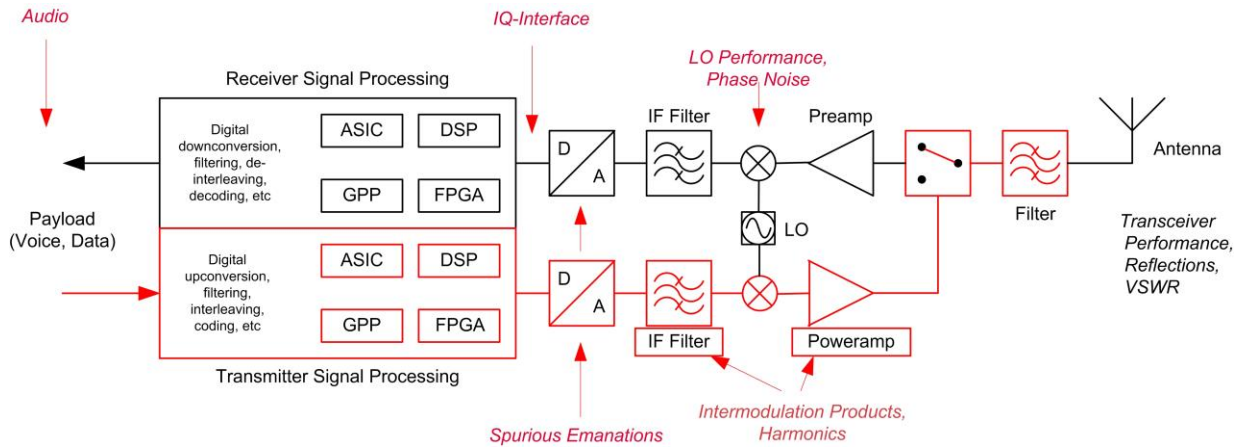 Audio
IQ-Interface
LO Performance,
Phase Noise
Receiver Signal Processing
Digital
downconversion,
filtering, de-
interleaving,
decoding, etc
ASIC
DSP
GPP
FPGA
D
A
IF Filter
Preamp
Antenna
Filter
LO
Payload
(Voice, Data)
Transceiver
Performance,
Reflections,
VSWR
Digital
upconversion,
filtering,
interleaving,
coding, etc
ASIC
DSP
GPP
FPGA
D
A
IF Filter
Poweramp
Transmitter Signal Processing
Spurious Emanations
Intermodulation Products,
Harmonics